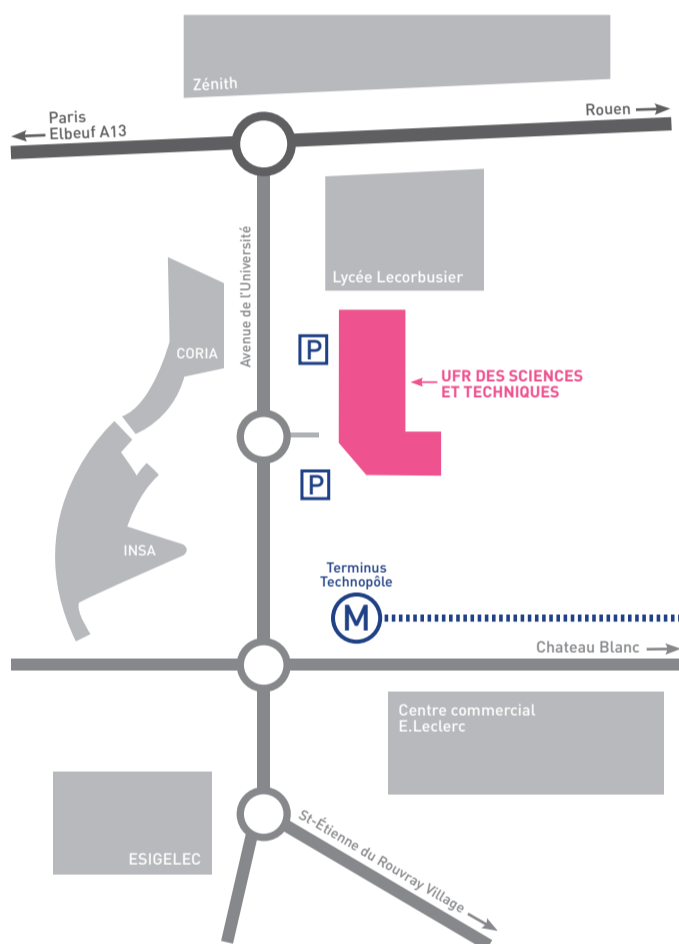 Zénith
Paris
Elbeuf A13
Rouen
Avenue de l'Université
Lycée Lecorbusier
CORIA
P
UFR DES SCIENCES
ET TECHNIQUES
P
INSA
Terminus
Technopôle
M
Chateau Blanc
Centre commercial
E.Leclerc
St-Étienne du Rouvray Village
ESIGELEC